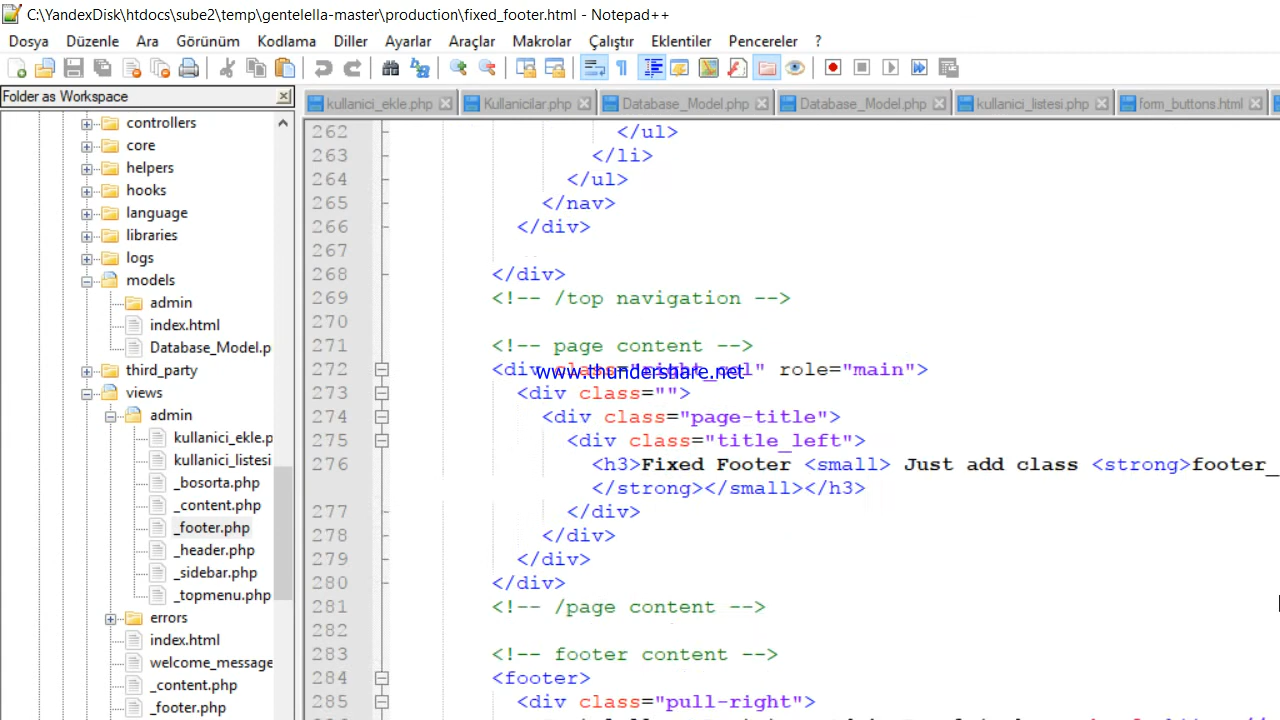 C:\YandexDisk\htdocs\sube2\temp\gentelella-master\production\fixed_footer.html - Notepad++
Dosya Düzenle Ara Görünüm Kodlama Diller Ayarlar Araçlar Makrolar Çalıştır Eklentiler Pencereler ?
Folder as Workspace
kullanici_ekle.php Kullanicilar.php Database_Model.php Database_Model.php kullanici_listesi.php form_buttons.html
controllers
core
helpers
hooks
language
libraries
logs
models
admin
index.html
Database_Model.p
third_party
views
admin
kullanici_ekle.p
kullanici_listesi
_bosorta.php
_content.php
_footer.php
_header.php
_sidebar.php
_topmenu.php
errors
index.html
welcome_message
_content.php
_footer.php
262 </ul>
263 </li>
264 </ul>
265 </nav>
266 </div>
267
268 </div>
269 <!-- /top navigation -->
270
271 <!-- page content -->
272 <div class="right_col" role="main">
www.thundershare.net
273 <div class="">
274 <div class="page-title">
275 <div class="title_left">
276 <h3>Fixed Footer <small> Just add class <strong>footer_
</strong></small></h3>
277 </div>
278 </div>
279 </div>
280 </div>
281 <!-- /page content -->
282
283 <!-- footer content -->
284 <footer>
285 <div class="pull-right">